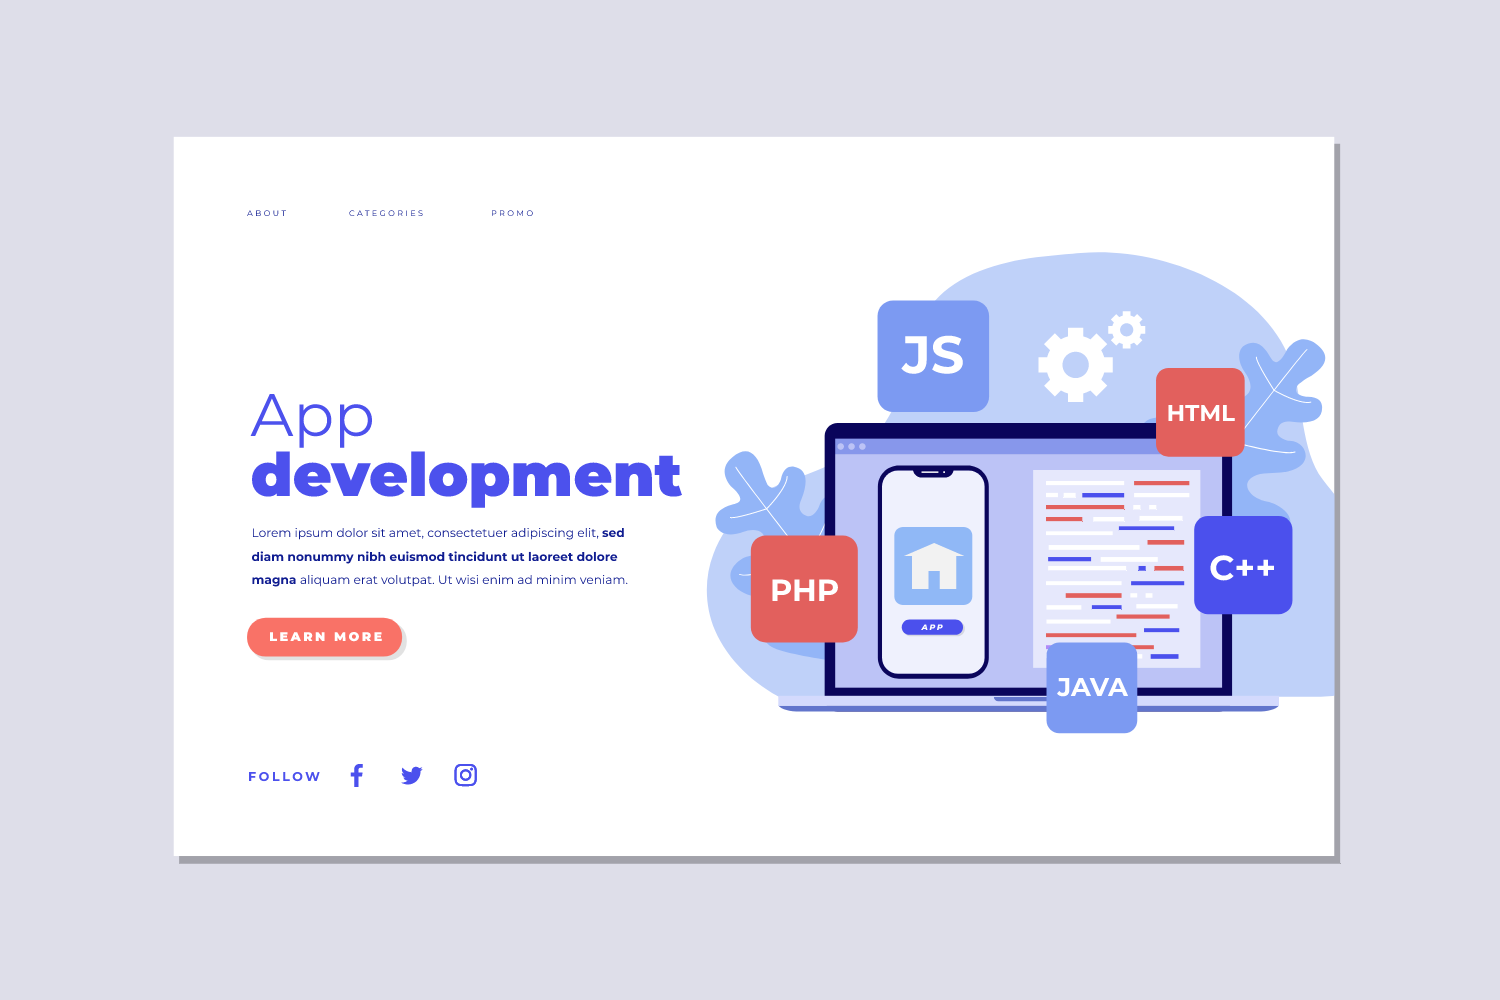 ABOUT CATEGORIES PROMO
App
development
Lorem ipsum dolor sit amet, consectetuer adipiscing elit, sed
diam nonummy nibh euismod tincidunt ut laoreet dolore
magna aliquam erat volutpat. Ut wisi enim ad minim veniam.
LEARN MORE
FOLLOW
JS
HTML
PHP
C++
APP
JAVA